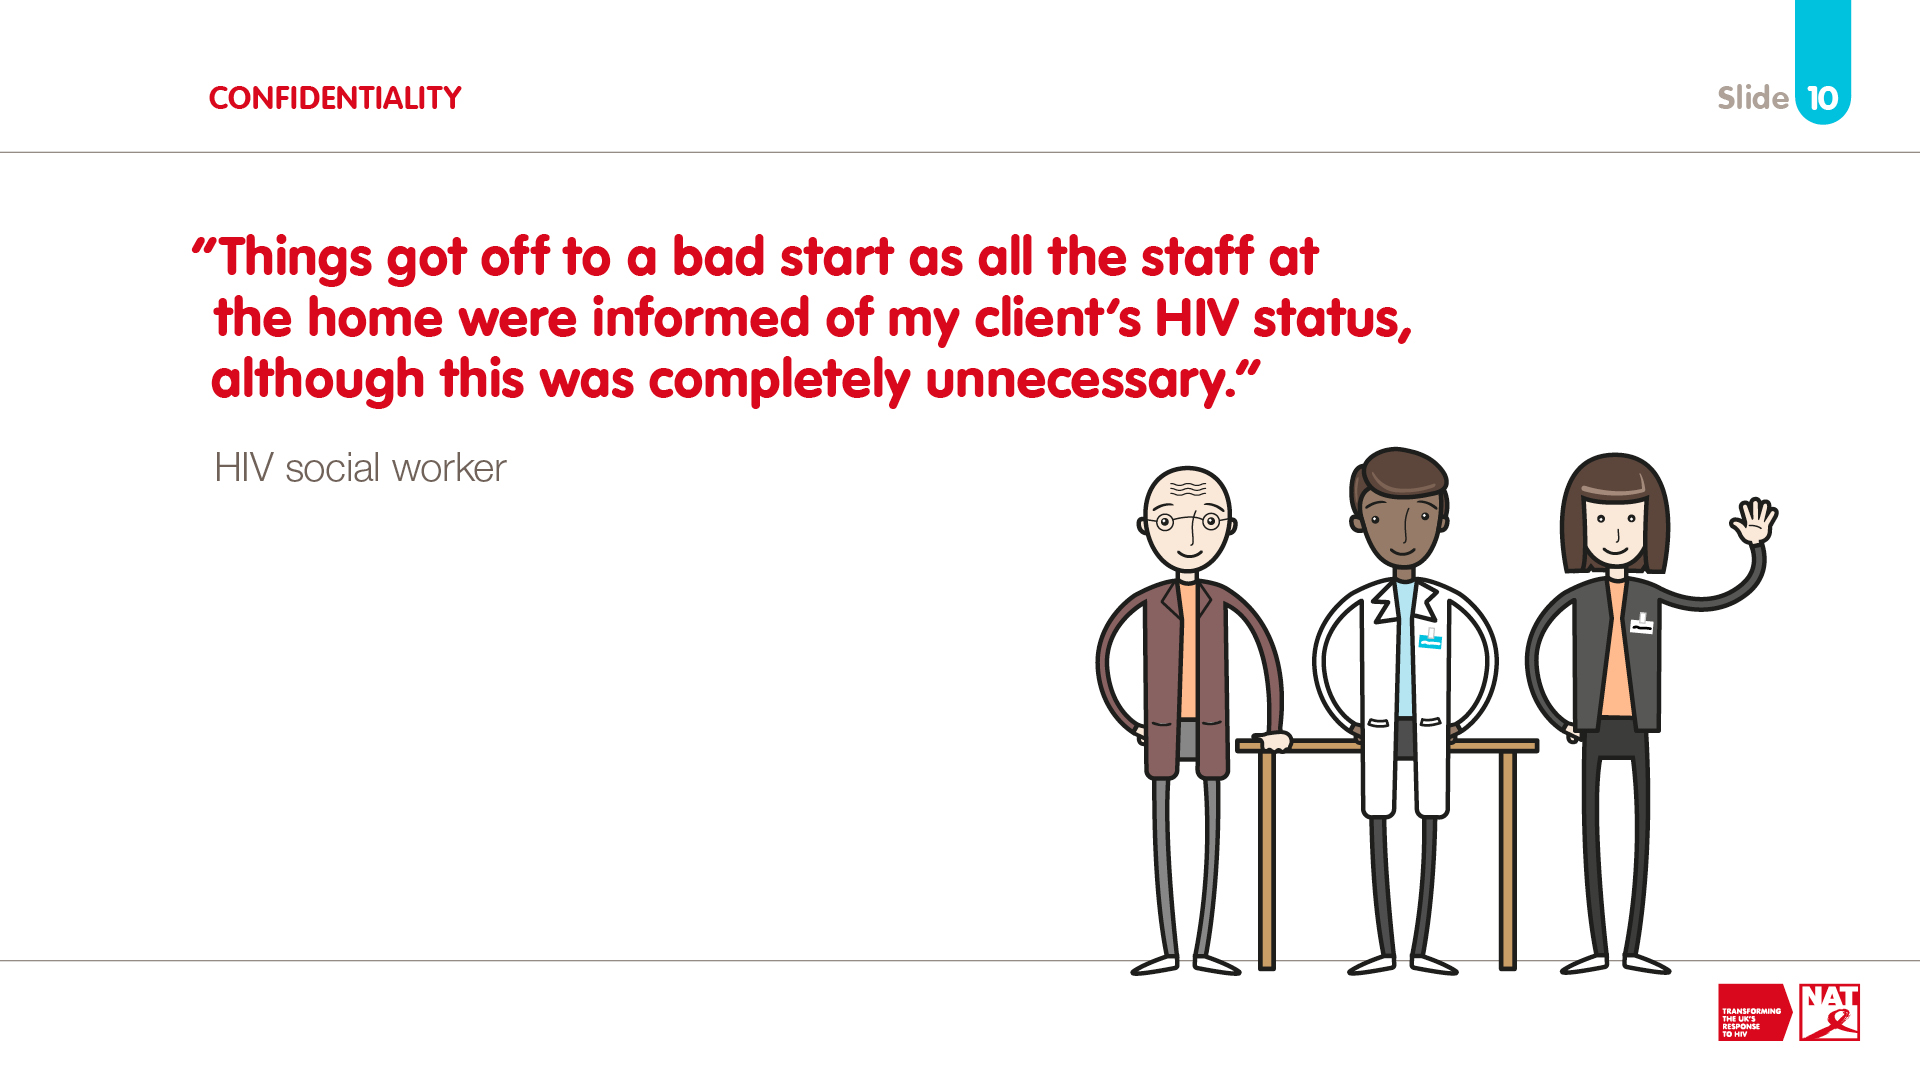 CONFIDENTIALITY
Slide 10
“Things got off to a bad start as all the staff at
the home were informed of my client’s HIV status,
although this was completely unnecessary.”
HIV social worker
TRANSFORMING
THE UK'S
RESPONSE
TO HIV
NAT